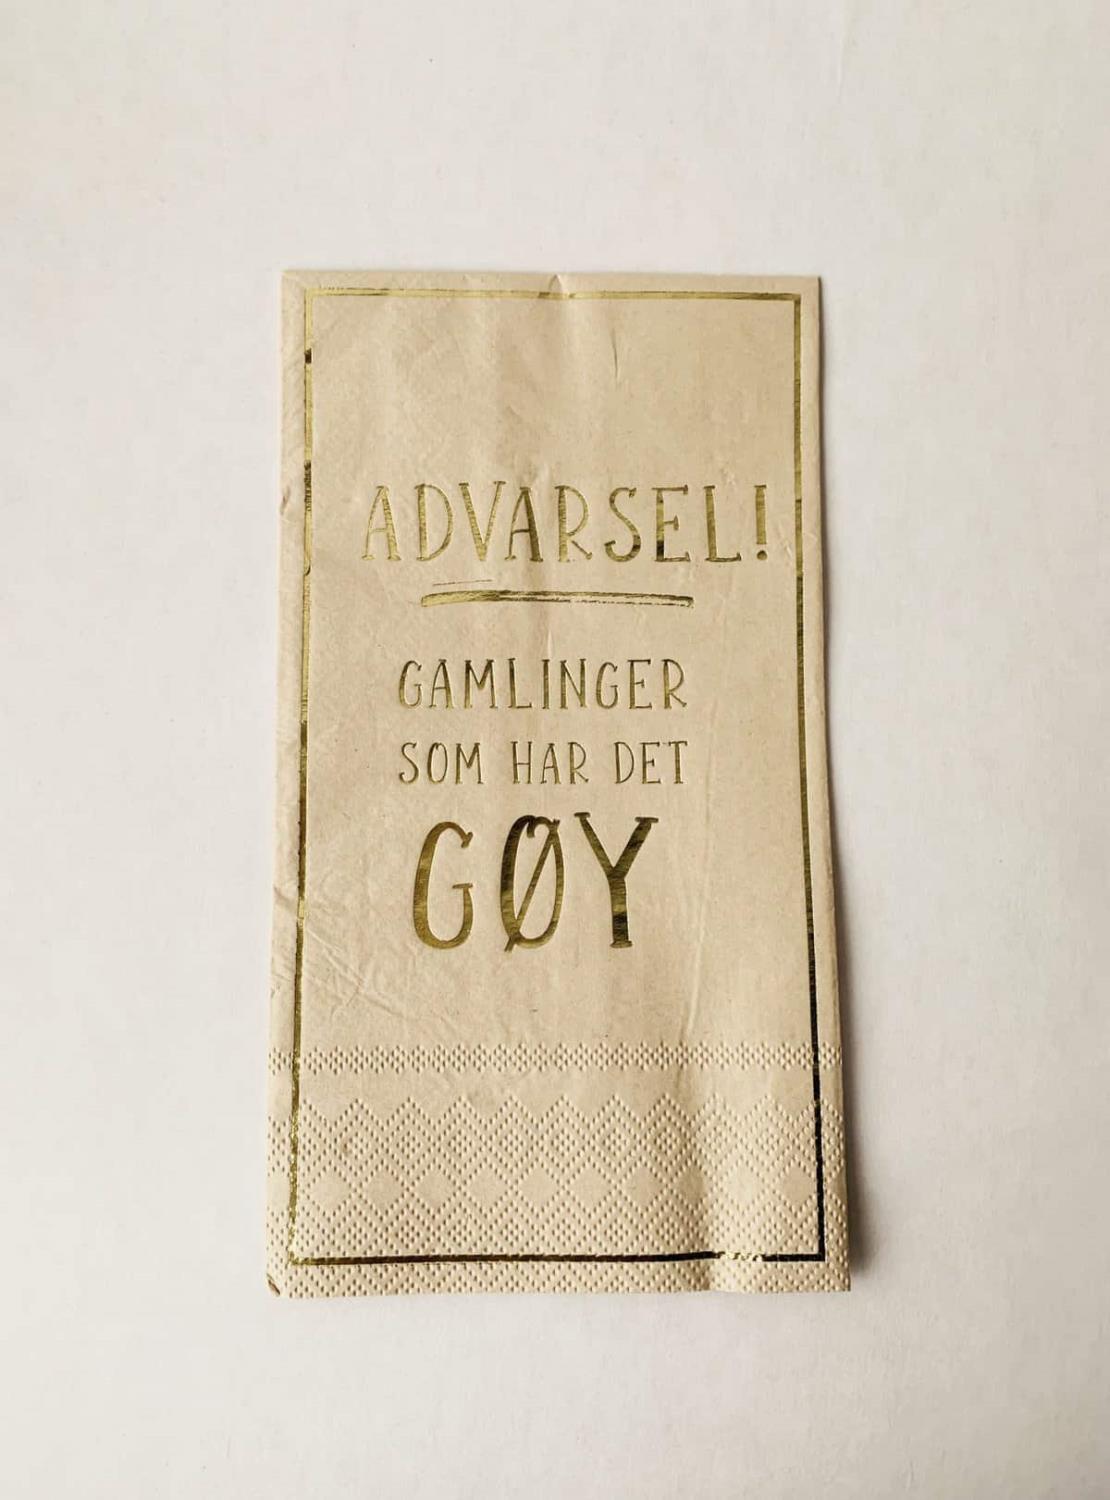 ADVARSEL!
GAMLINGER
SOM HAR DET
GØY